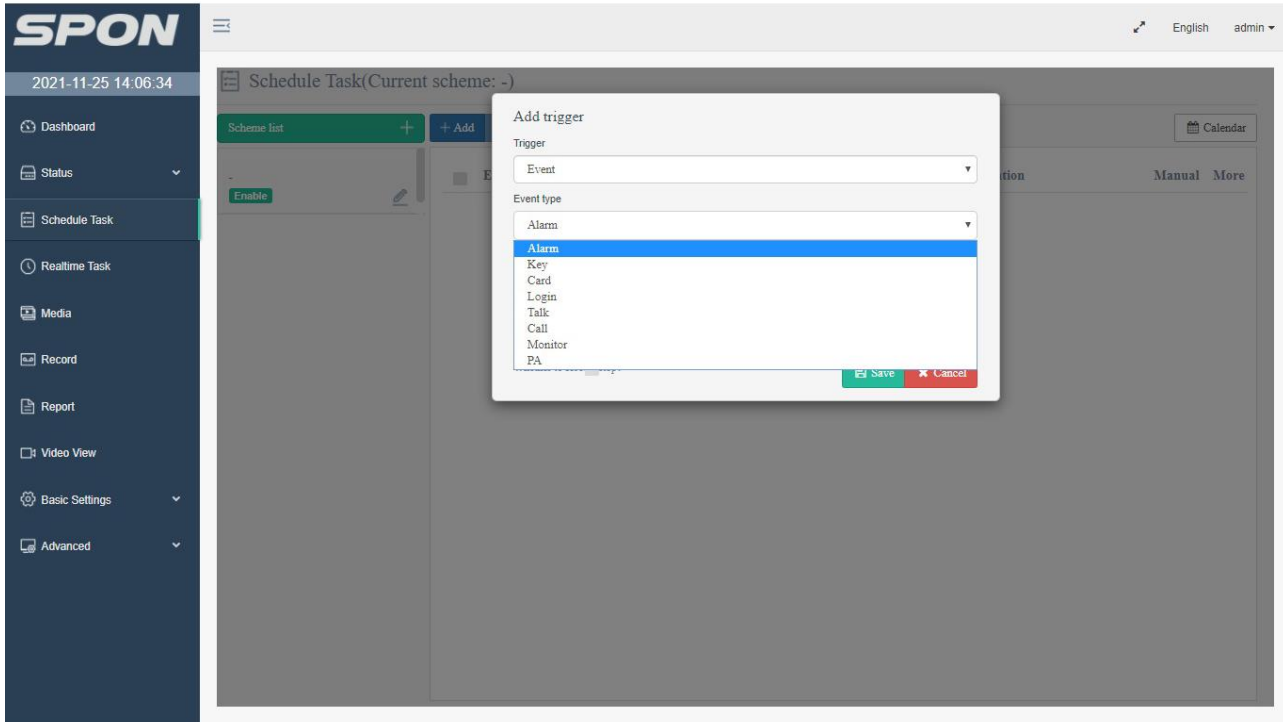 SPON
English admin
2021-11-25 14:06:34
Dashboard
Status
Schedule Task
Realtime Task
Media
Record
Report
Video View
Basic Settings
Advanced
Schedule Task(Current scheme: -)
Scheme list +
-
Enable
+ Add
Calendar
E
Manual More
Add trigger
Trigger
Event
Event type
Alarm
Alarm
Key
Card
Login
Talk
Call
Monitor
PA
Save
Cancel